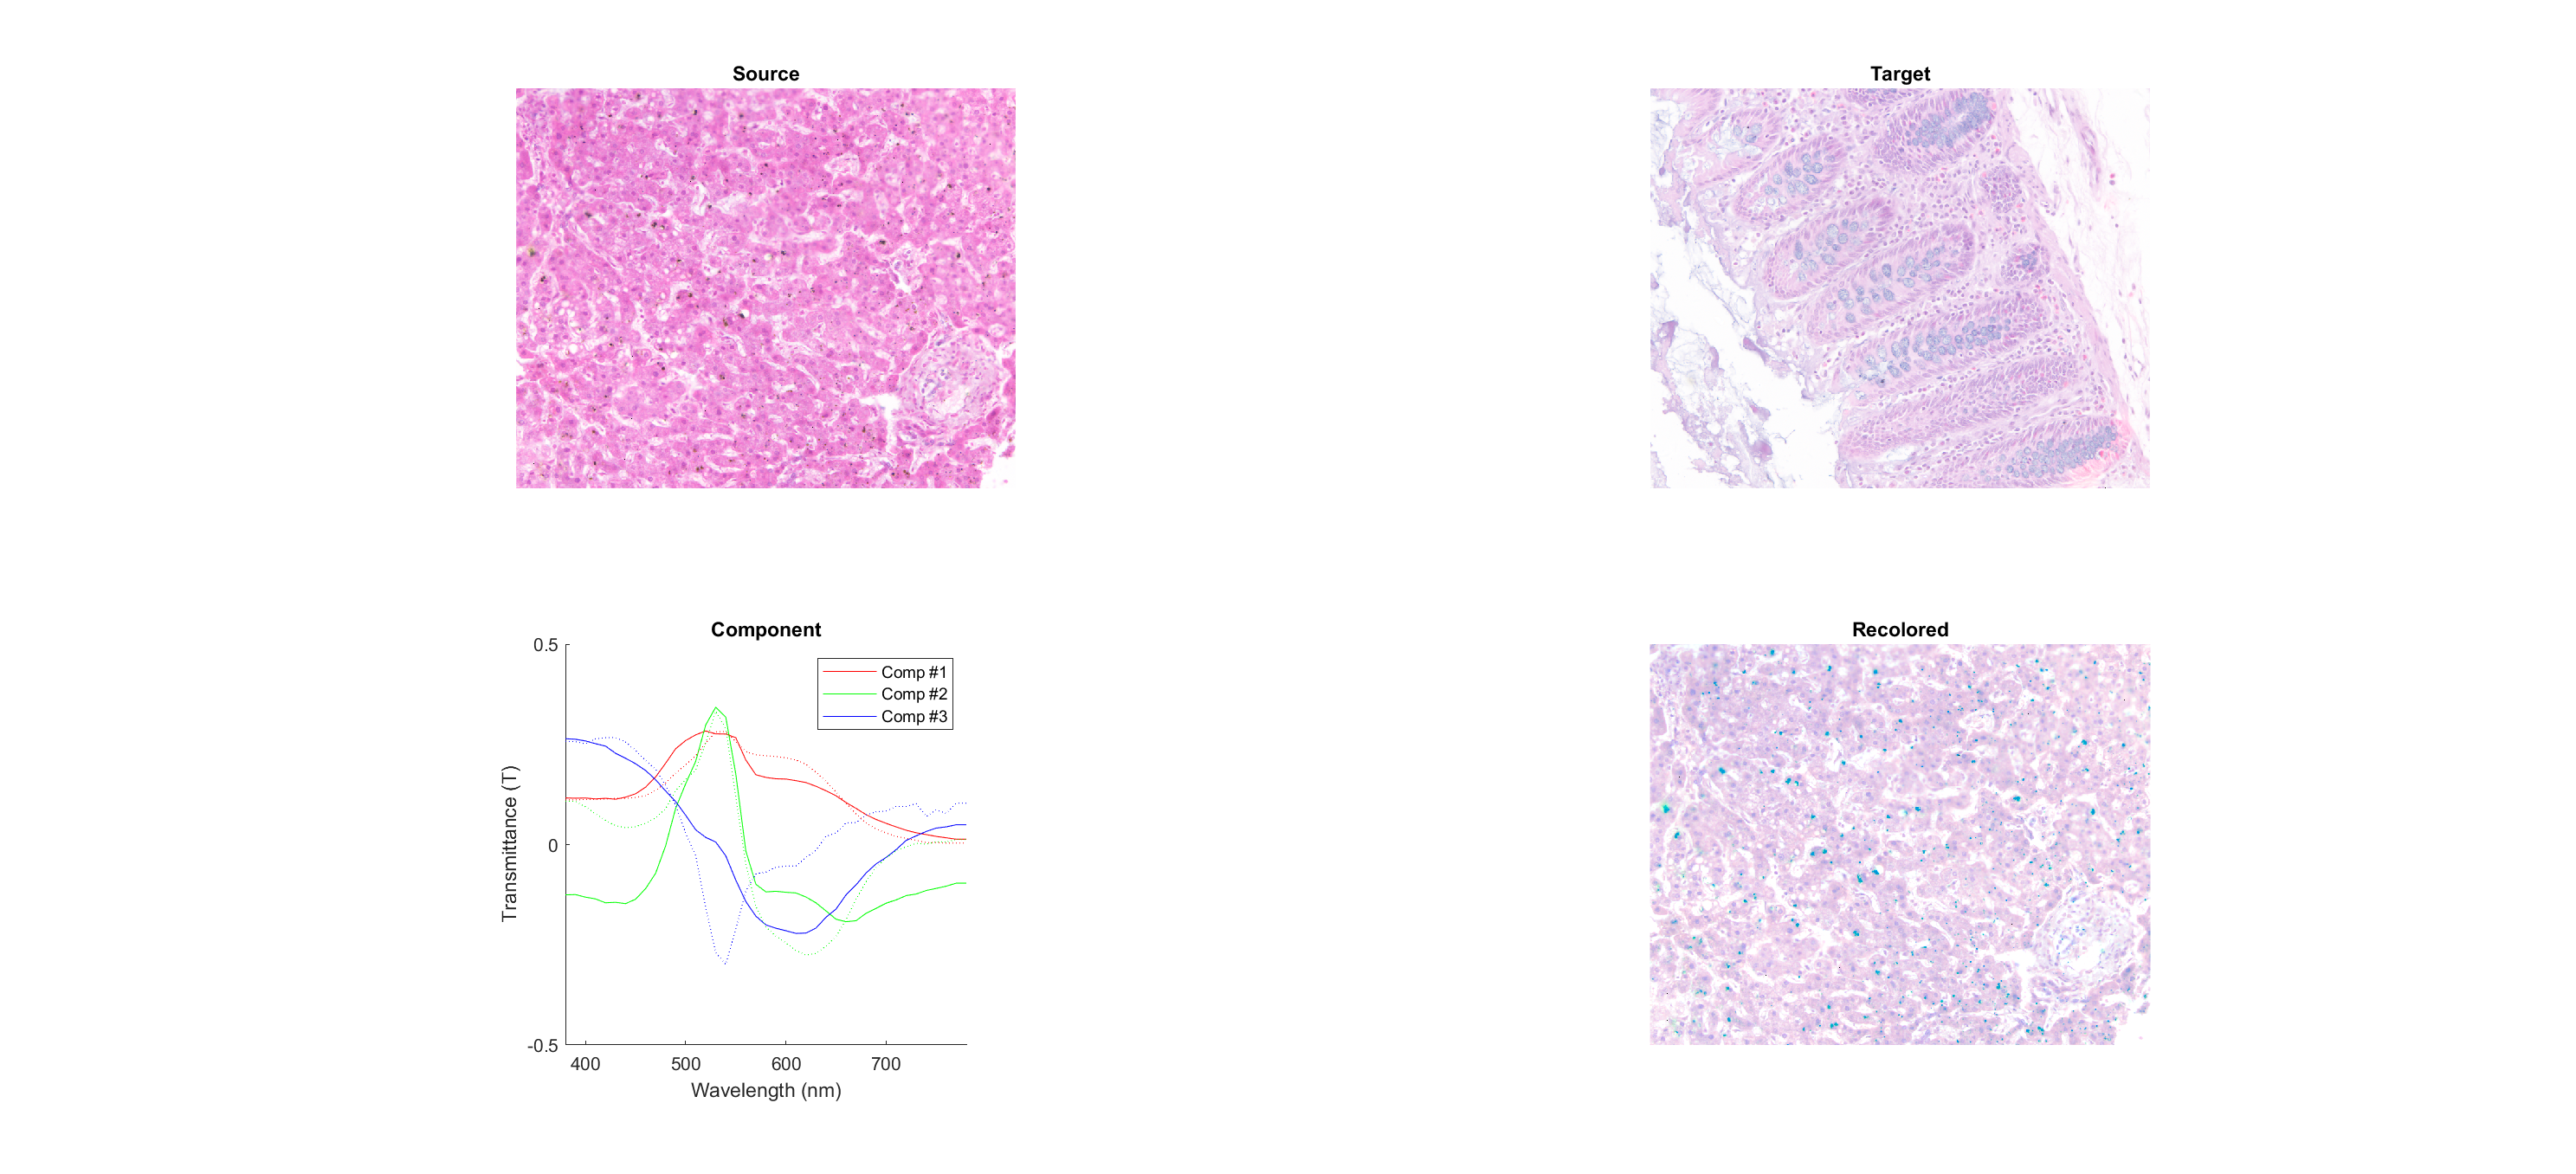 Source
Target
Component
0.5
0
-0.5
Transmittance (T)
400 500 600 700
Wavelength (nm)
Comp #1
Comp #2
Comp #3
Recolored